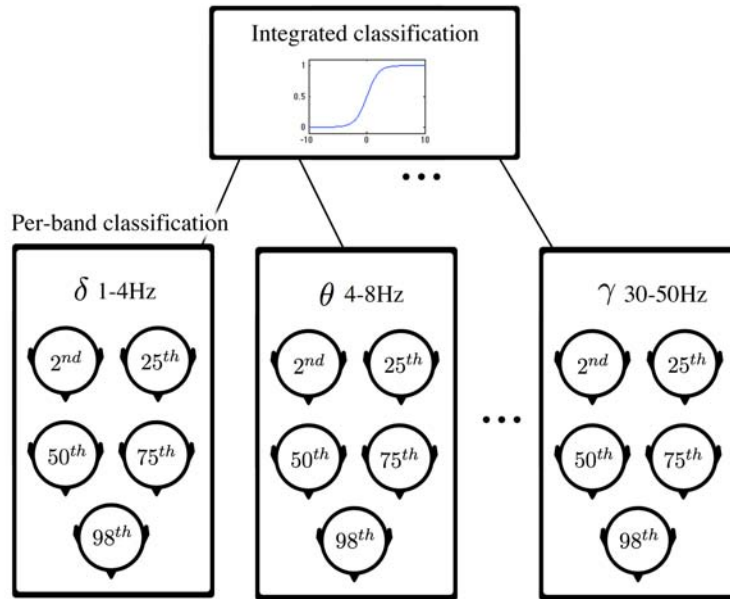 Integrated classification
1
0.5
0
-10 0 10
•••
Per-band classification
δ 1-4Hz
2nd 25th
50th 75th
98th
θ 4-8Hz
2nd 25th
50th 75th
98th
•••
γ 30-50Hz
2nd 25th
50th 75th
98th